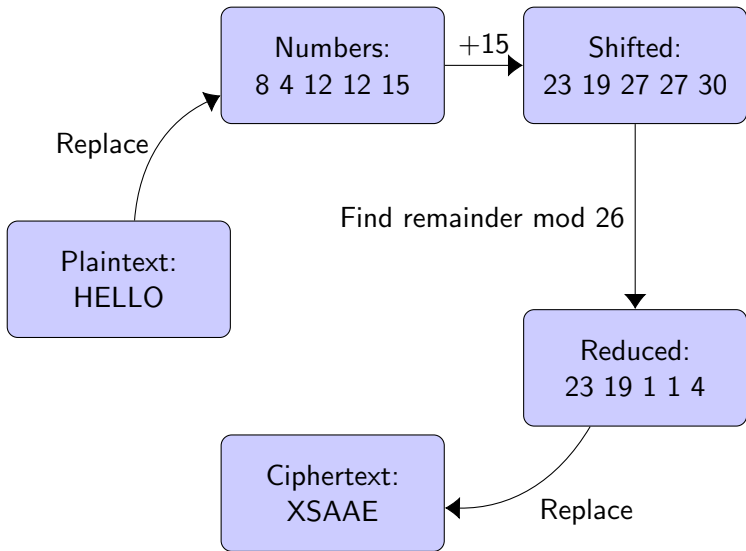 Numbers:
8 4 12 12 15
+15
Shifted:
23 19 27 27 30
Replace
Plaintext:
HELLO
Find remainder mod 26
Reduced:
23 19 1 1 4
Ciphertext:
XSAAE
Replace